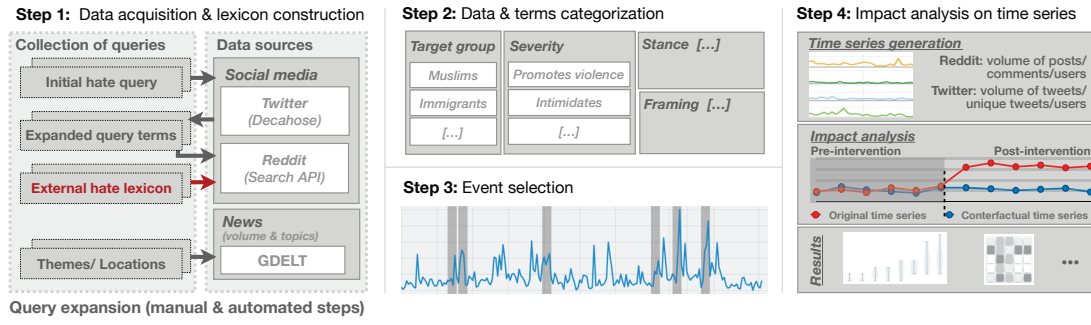 Step 1: Data acquisition & lexicon construction
Collection of queries
Initial hate query
Expanded query terms
External hate lexicon
Themes/ Locations
Data sources
Social media
Twitter
(Decahose)
Reddit
(Search API)
News
(volume & topics)
GDELT
Query expansion (manual & automated steps)
Step 2: Data & terms categorization
Target group
Muslims
Immigrants
[...]
Severity
Promotes violence
Intimidates
[...]
Stance [...]
Framing [...]
Step 3: Event selection
Step 4: Impact analysis on time series
Time series generation
Reddit: volume of posts/
comments/users
Twitter: volume of tweets/
unique tweets/users
Impact analysis
Pre-intervention
Post-intervention
Original time series
Conterfactual time series
Results
•••